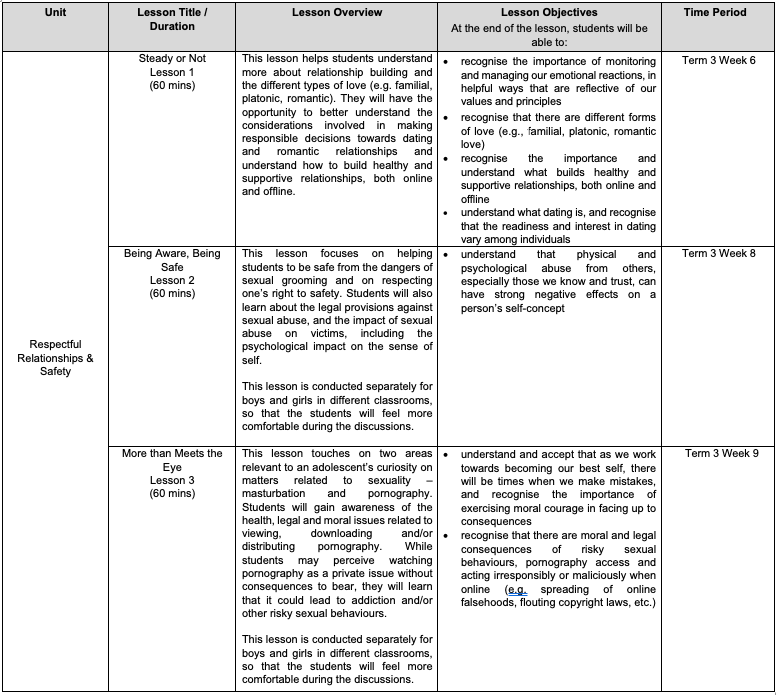 Unit
Lesson Title /
Duration
Lesson Overview
Lesson Objectives
At the end of the lesson, students will be
able to:
Time Period
Respectful
Relationships &
Safety
Steady or Not
Lesson 1
(60 mins)
This lesson helps students understand
more about relationship building and
the different types of love (e.g. familial,
platonic, romantic). They will have the
opportunity to better understand the
considerations involved in making
responsible decisions towards dating
and romantic relationships and
understand how to build healthy and
supportive relationships, both online
and offline.
• recognise the importance of monitoring
and managing our emotional reactions, in
helpful ways that are reflective of our
values and principles
• recognise that there are different forms
of love (e.g., familial, platonic, romantic
love)
• recognise the importance and
understand what builds healthy and
supportive relationships, both online and
offline
• understand what dating is, and recognise
that the readiness and interest in dating
vary among individuals
Term 3 Week 6
Being Aware, Being
Safe
Lesson 2
(60 mins)
This lesson focuses on helping
students to be safe from the dangers of
sexual grooming and on respecting
one's right to safety. Students will also
learn about the legal provisions against
sexual abuse, and the impact of sexual
abuse on victims, including the
psychological impact on the sense of
self.
This lesson is conducted separately for
boys and girls in different classrooms,
so that the students will feel more
comfortable during the discussions.
• understand that physical and
psychological abuse from others,
especially those we know and trust, can
have strong negative effects on a
person's self-concept
Term 3 Week 8
More than Meets the
Eye
Lesson 3
(60 mins)
This lesson touches on two areas
relevant to an adolescent's curiosity on
matters related to sexuality –
masturbation and pornography.
Students will gain awareness of the
health, legal and moral issues related to
viewing, downloading and/or
distributing pornography. While
students may perceive watching
pornography as a private issue without
consequences to bear, they will learn
that it could lead to addiction and/or
other risky sexual behaviours.
This lesson is conducted separately for
boys and girls in different classrooms,
so that the students will feel more
comfortable during the discussions.
• understand and accept that as we work
towards becoming our best self, there
will be times when we make mistakes,
and recognise the importance of
exercising moral courage in facing up to
consequences
• recognise that there are moral and legal
consequences of risky sexual
behaviours, pornography access and
acting irresponsibly or maliciously when
online (e.g. spreading of online
falsehoods, flouting copyright laws, etc.)
Term 3 Week 9